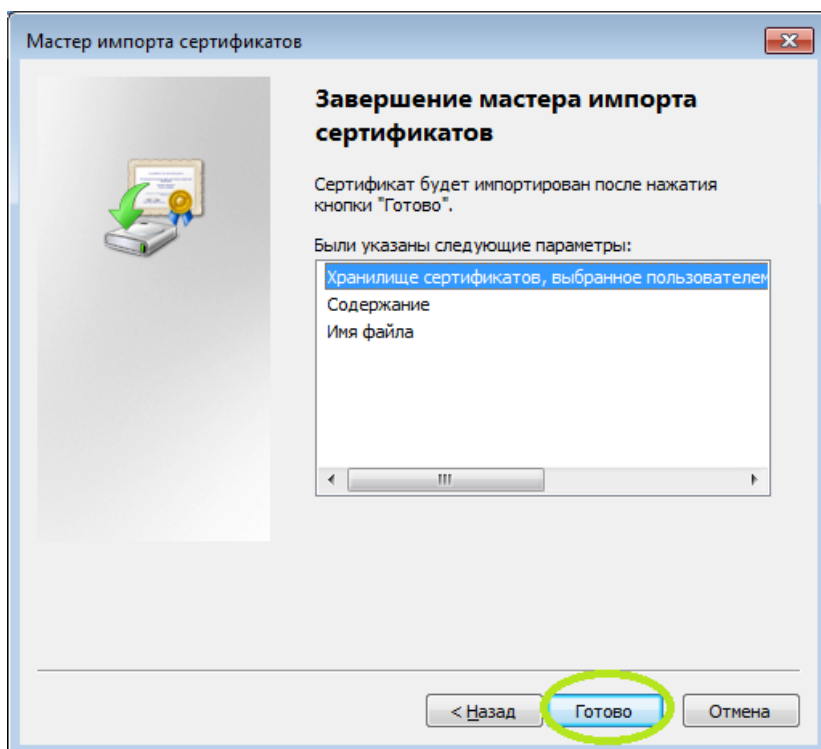 Мастер импорта сертификатов
Завершение мастера импорта
сертификатов
Сертификат будет импортирован после нажатия
кнопки "Готово".
Были указаны следующие параметры:
Хранилище сертификатов, выбранное пользователем
Содержание
Имя файла
< Назад
Готово
Отмена